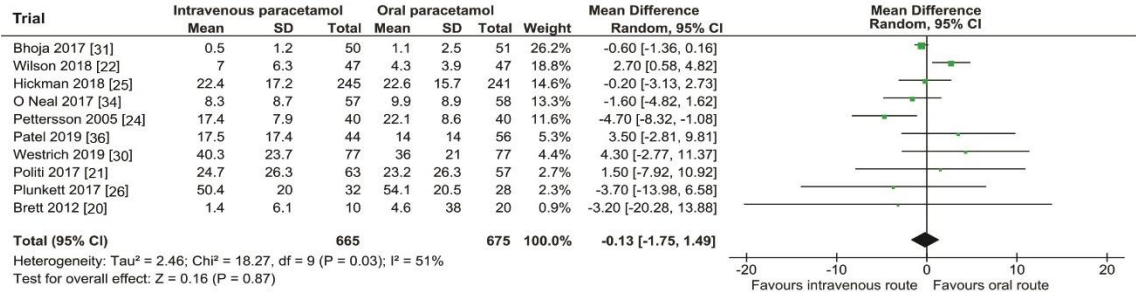 Trial Intravenous paracetamol Oral paracetamol Mean Difference Mean Difference
Mean SD Total Mean SD Total Weight Random, 95% CI Random, 95% CI
Bhoja 2017 [31] 0.5 1.2 50 1.1 2.5 51 26.2% -0.60 [-1.36, 0.16]
Wilson 2018 [22] 7 6.3 47 4.3 3.9 47 18.8% 2.70 [0.58, 4.82]
Hickman 2018 [25] 22.4 17.2 245 22.6 15.7 241 14.6% -0.20 [-3.13, 2.73]
O Neal 2017 [34] 8.3 8.7 57 9.9 8.9 58 13.3% -1.60 [-4.82, 1.62]
Pettersson 2005 [24] 17.4 7.9 40 22.1 8.6 40 11.6% -4.70 [-8.32, -1.08]
Patel 2019 [36] 17.5 17.4 44 14 14 56 5.3% 3.50 [-2.81, 9.81]
Westrich 2019 [30] 40.3 23.7 77 36 21 77 4.4% 4.30 [-2.77, 11.37]
Politi 2017 [21] 24.7 26.3 63 23.2 26.3 57 2.7% 1.50 [-7.92, 10.92]
Plunkett 2017 [26] 50.4 20 32 54.1 20.5 28 2.3% -3.70 [-13.98, 6.58]
Brett 2012 [20] 1.4 6.1 10 4.6 38 20 0.9% -3.20 [-20.28, 13.88]
Total (95% CI) 665 675 100.0% -0.13 [-1.75, 1.49]
Heterogeneity: Tau² = 2.46; Chi² = 18.27, df = 9 (P = 0.03); I² = 51%
Test for overall effect: Z = 0.16 (P = 0.87)
-20 -10 0 10 20
Favours intravenous route Favours oral route